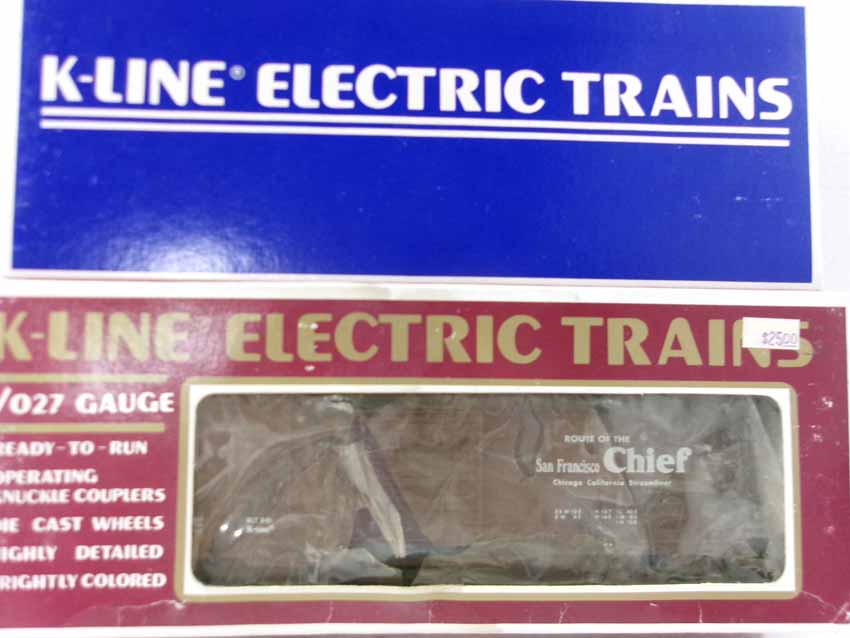 K-LINE® ELECTRIC TRAINS
K-LINE ELECTRIC TRAINS
$25.00
/027 GAUGE
READY-TO-RUN
OPERATING
KNUCKLE COUPLERS
DIE CAST WHEELS
HIGHLY DETAILED
BRIGHTLY COLORED
ROUTE OF THE
San Francisco Chief
Chicago California Streamliner